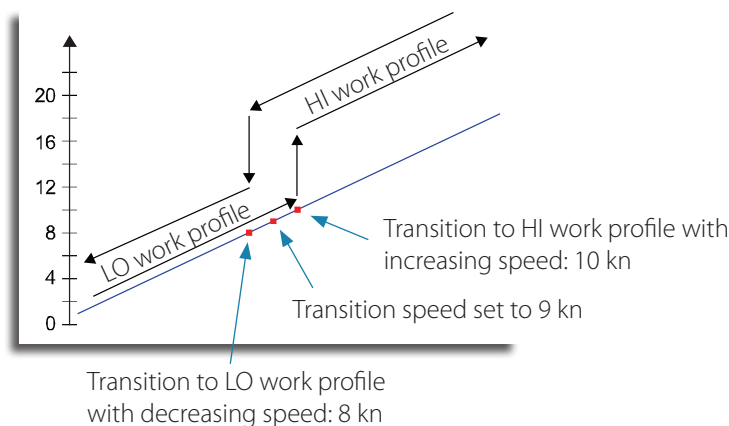 HI work profile
20
16
12
8
4
0
LO work profile
Transition to HI work profile with
increasing speed: 10 kn
Transition speed set to 9 kn
Transition to LO work profile
with decreasing speed: 8 kn